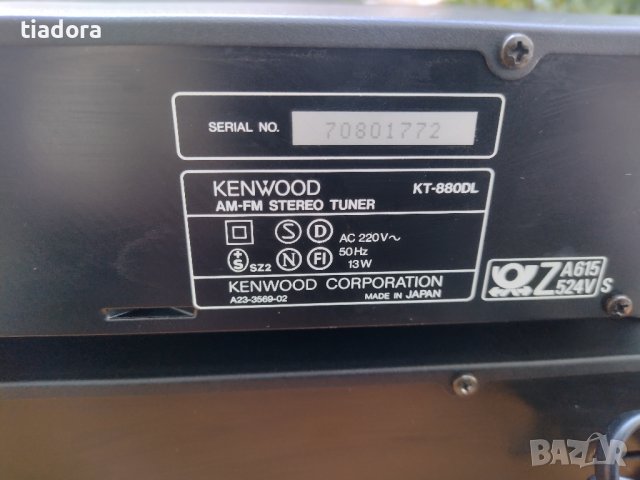 tiadora
SERIAL NO. 70801772
KENWOOD KT-880DL
AM-FM STEREO TUNER
S D AC 220V~
50Hz
S SZ2 N FI 13W
KENWOOD CORPORATION
A23-3569-02 MADE IN JAPAN
Z A615
524V S
BAZAR